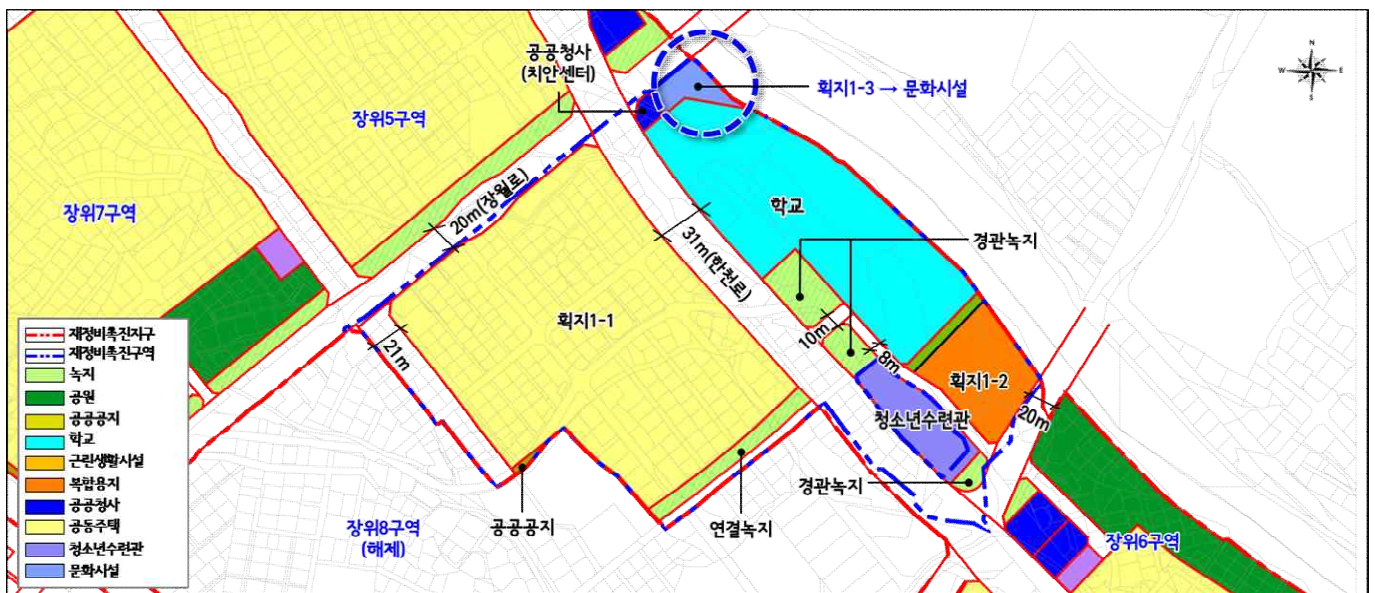 공공청사
(치안센터)
획지1-3 → 문화시설
N
W
E
S
장위5구역
장위7구역
20m(장월로)
학교
31m(한천로)
경관녹지
획지1-1
21m
10m
8m
획지1-2
20m
청소년수련관
경관녹지
공공공지
연결녹지
장위8구역
(해제)
장위6구역
재정비촉진지구
재정비촉진구역
녹지
공원
공공공지
학교
근린생활시설
복합용지
공공청사
공동주택
청소년수련관
문화시설